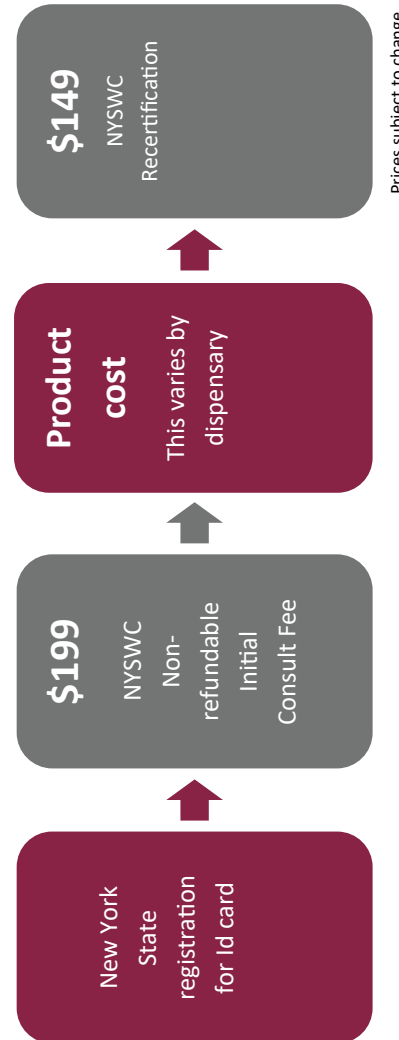 New York
State
registration
for Id card
$199
NYSWC
Non-
refundable
Initial
Consult Fee
Product
cost
This varies by
dispensary
$149
NYSWC
Recertification
Prices subject to change